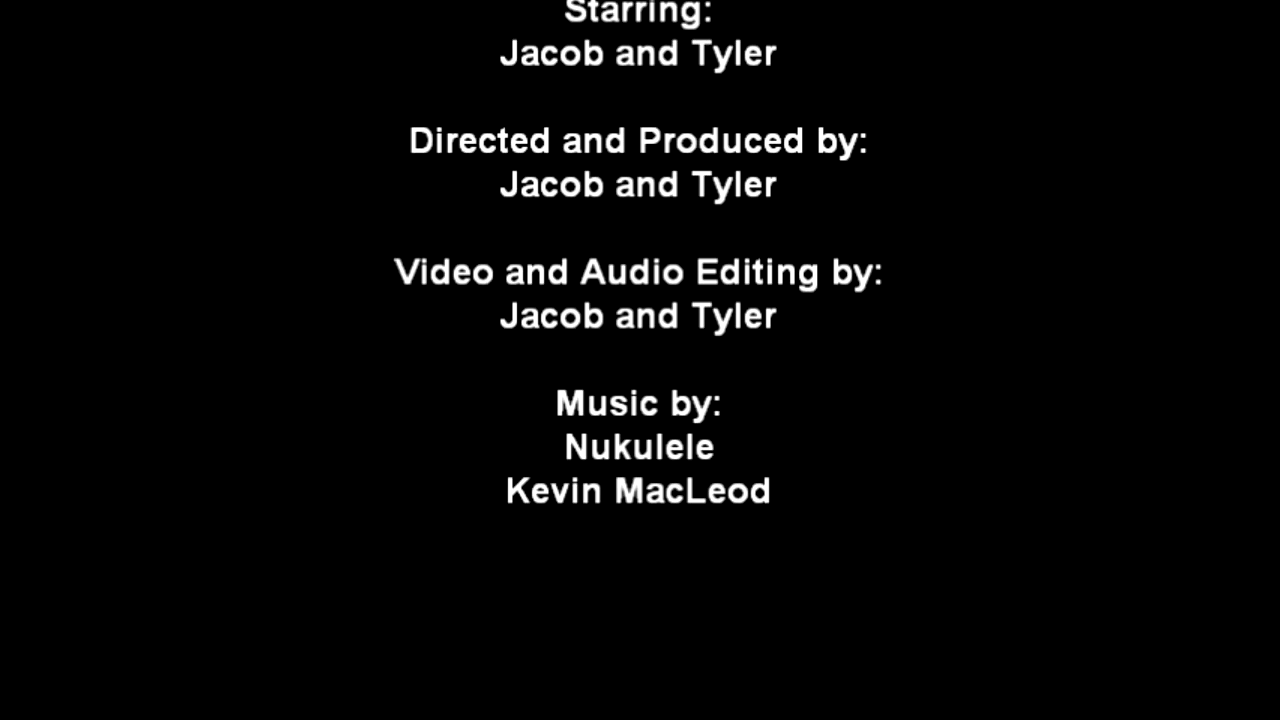 Starring:
Jacob and Tyler
Directed and Produced by:
Jacob and Tyler
Video and Audio Editing by:
Jacob and Tyler
Music by:
Nukulele
Kevin MacLeod